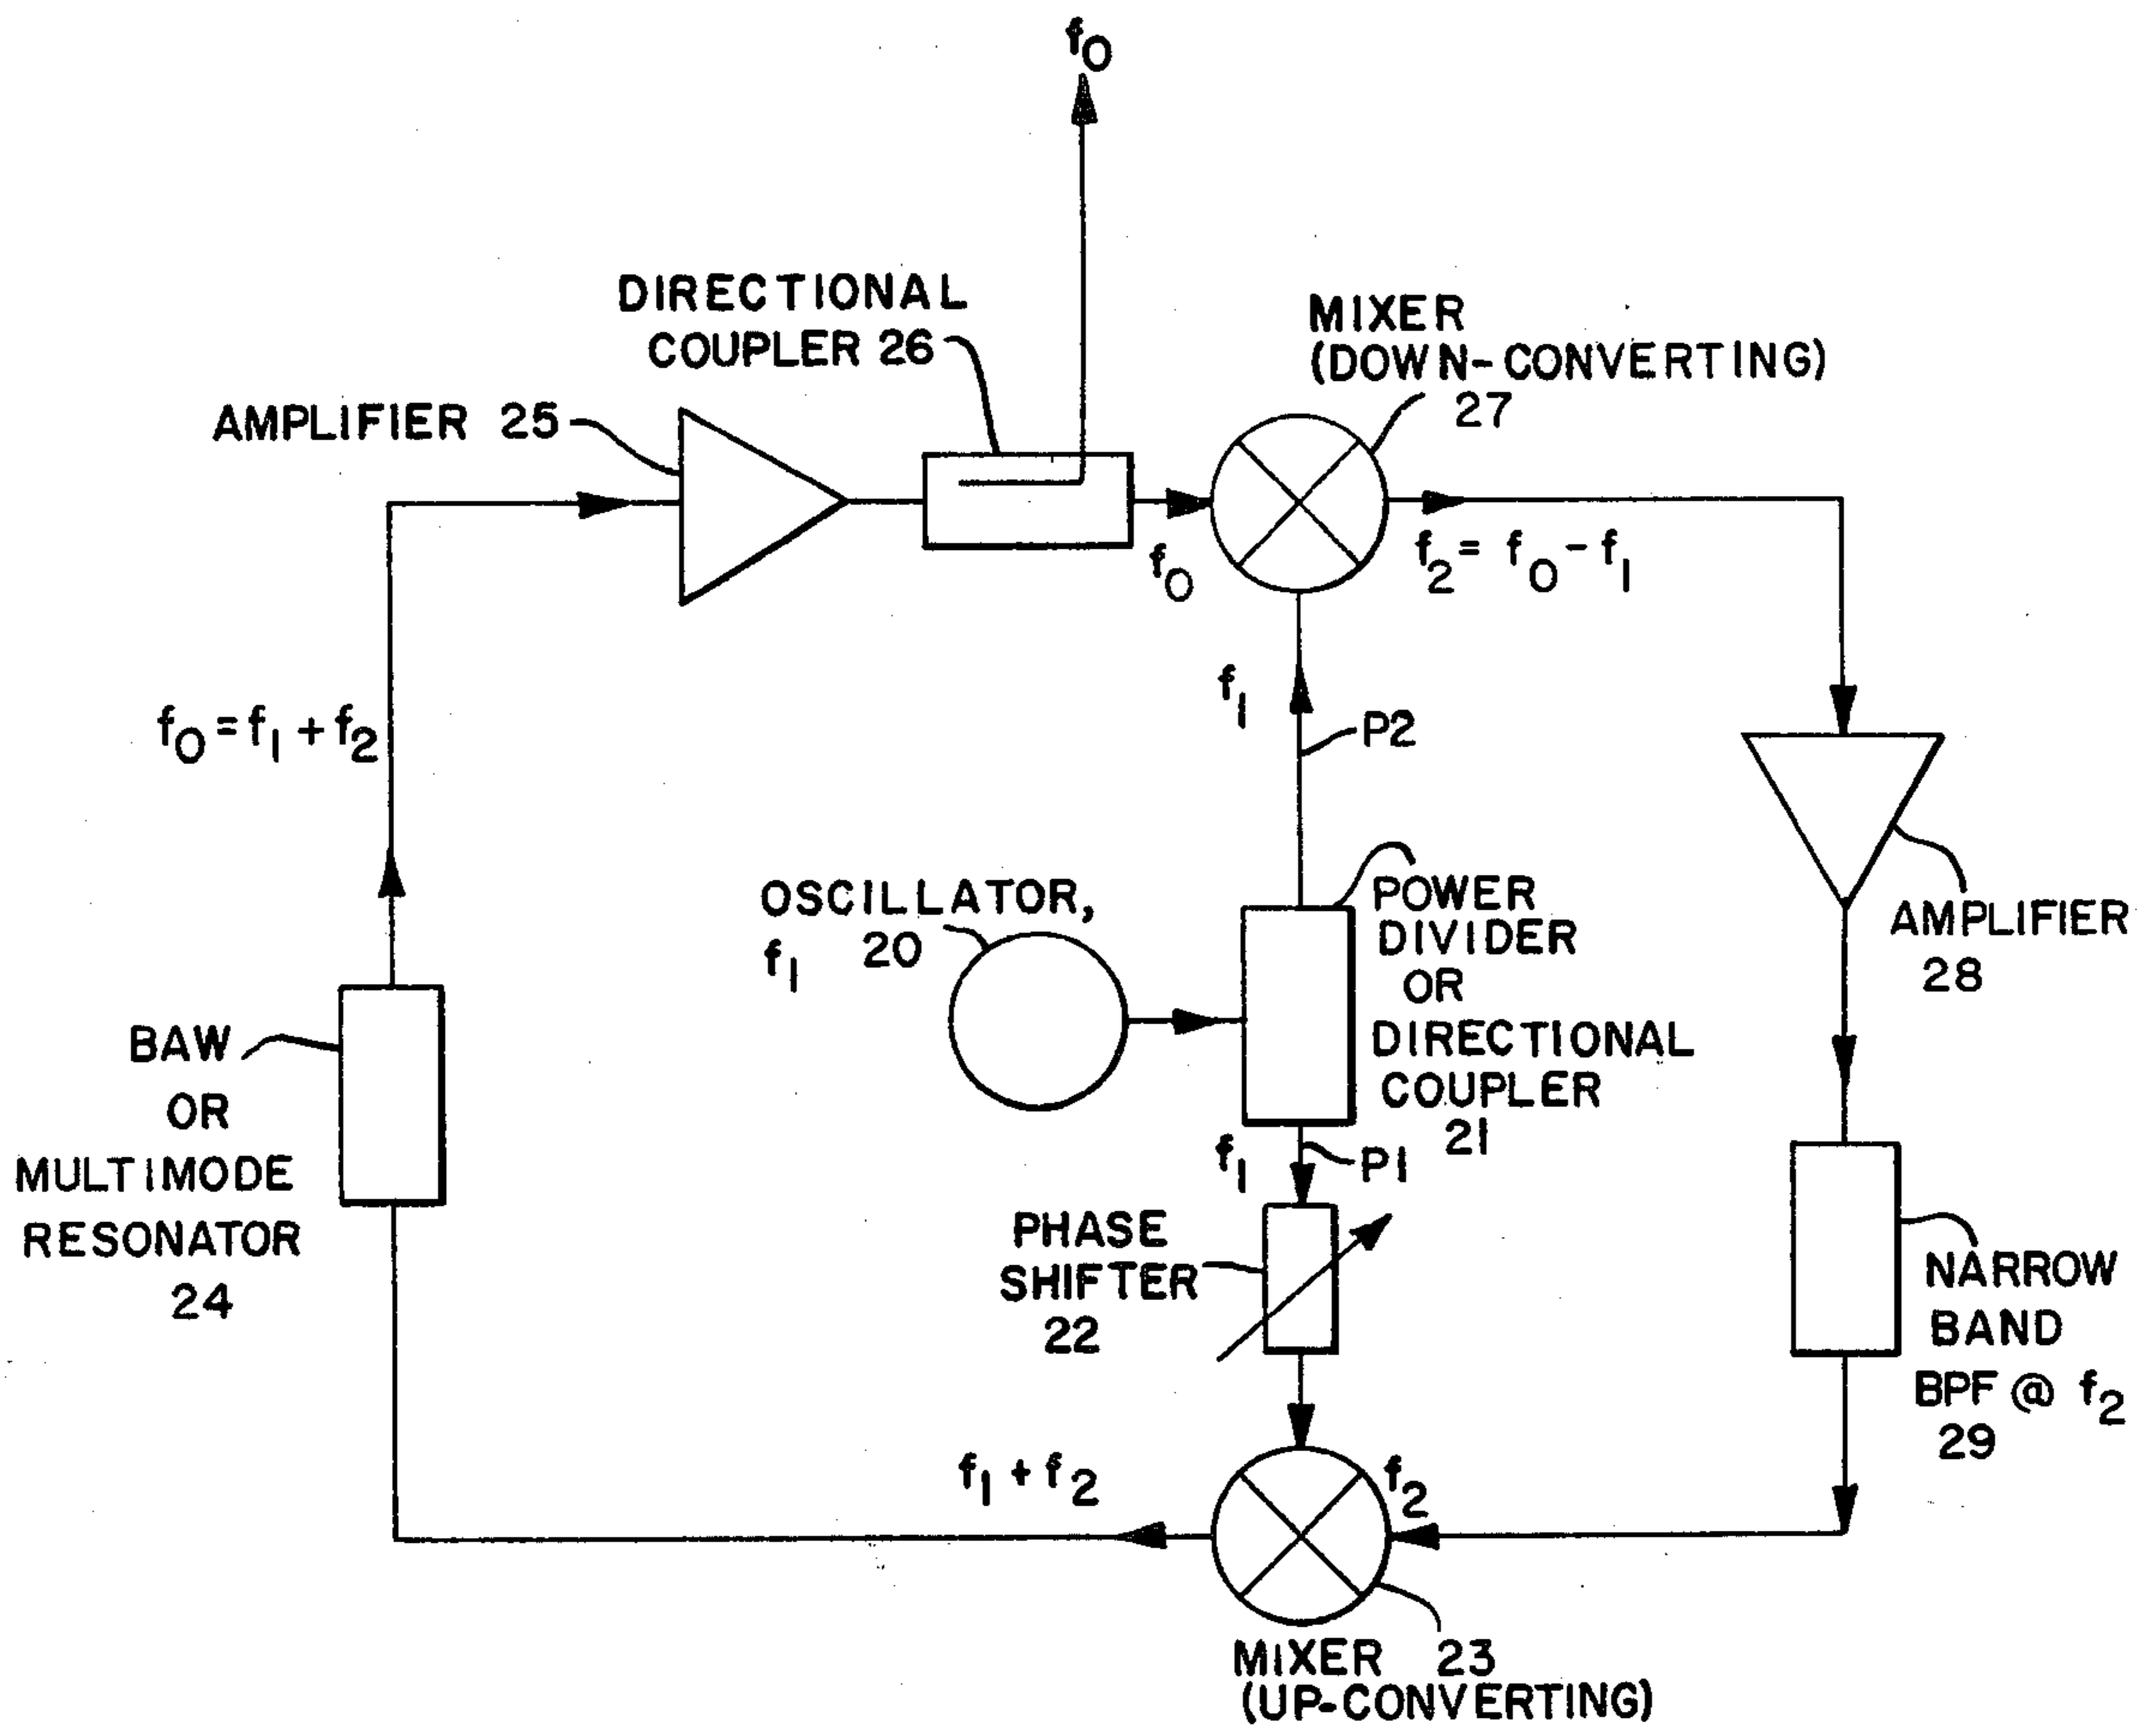 f0
DIRECTIONAL
COUPLER 26
MIXER
(DOWN-CONVERTING)
27
AMPLIFIER 25
f0
f2 = f0 - f1
f0 = f1 + f2
f1
P2
OSCILLATOR,
f1 20
POWER
DIVIDER
OR
DIRECTIONAL
COUPLER
21
AMPLIFIER
28
BAW
OR
MULTIMODE
RESONATOR
24
f1
P1
PHASE
SHIFTER
22
NARROW
BAND
BPF @ f2
29
f1 + f2
f2
MIXER 23
(UP-CONVERTING)